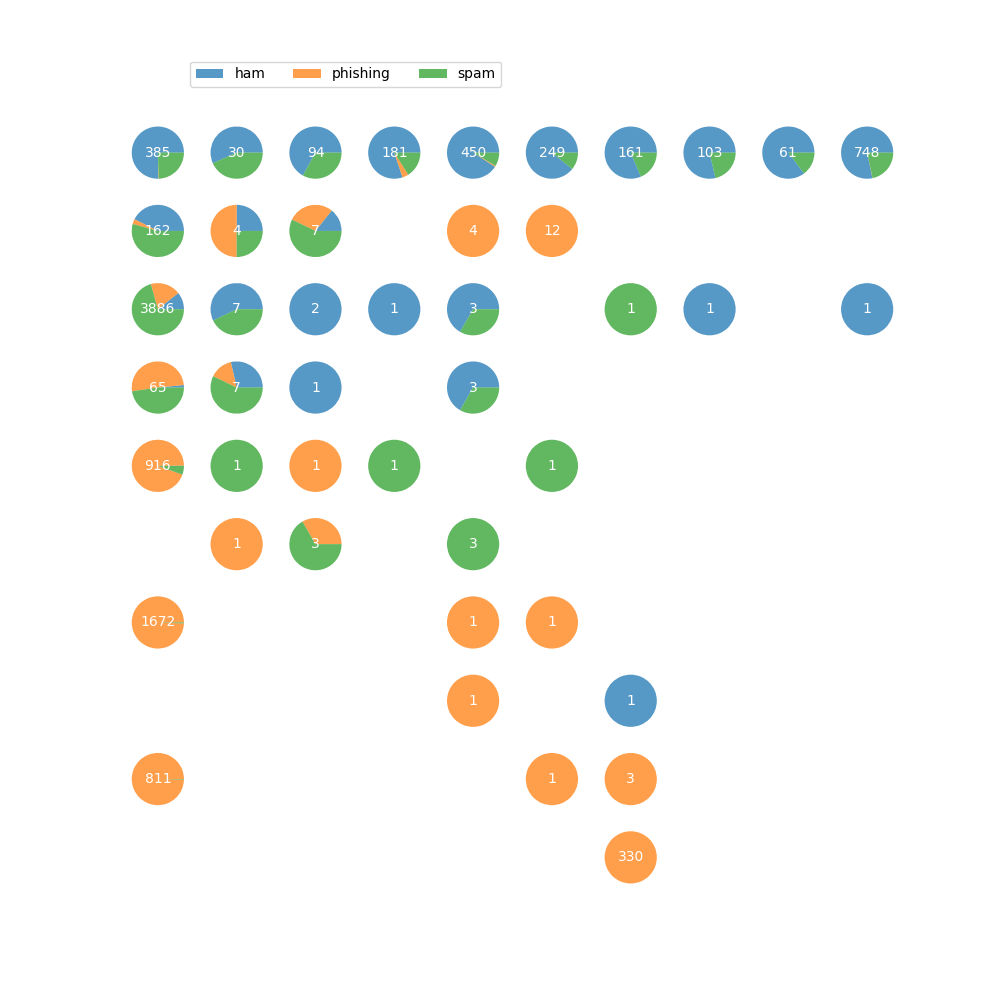 ham phishing spam
385 30 94 181 450 249 161 103 61 748
162 4 7 4 12
3886 7 2 1 3 1 1 1
65 7 1 3
916 1 1 1 1
1 3 3
1672 1 1
1 1
811 1 3
330